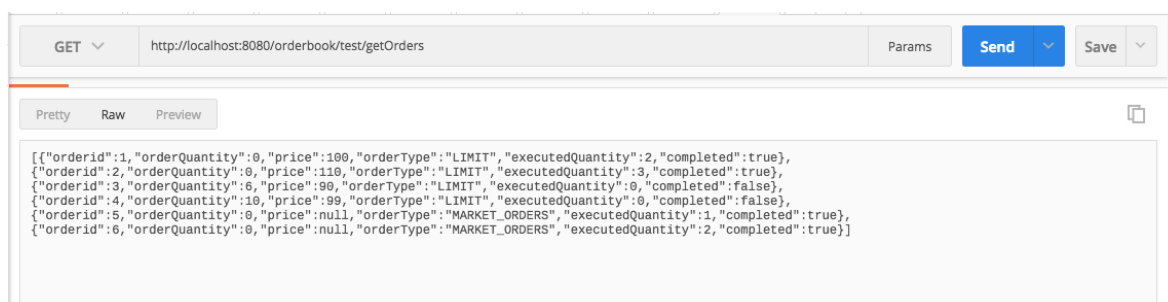 GET
http://localhost:8080/orderbook/test/getOrders
Params
Send
Save
Pretty
Raw
Preview
[{"orderid":1,"orderQuantity":0,"price":100,"orderType":"LIMIT","executedQuantity":2,"completed":true},
{"orderid":2,"orderQuantity":0,"price":110,"orderType":"LIMIT","executedQuantity":3,"completed":true},
{"orderid":3,"orderQuantity":6,"price":90,"orderType":"LIMIT","executedQuantity":0,"completed":false},
{"orderid":4,"orderQuantity":10,"price":99,"orderType":"LIMIT","executedQuantity":0,"completed":false},
{"orderid":5,"orderQuantity":0,"price":null,"orderType":"MARKET_ORDERS","executedQuantity":1,"completed":true},
{"orderid":6,"orderQuantity":0,"price":null,"orderType":"MARKET_ORDERS","executedQuantity":2,"completed":true}]